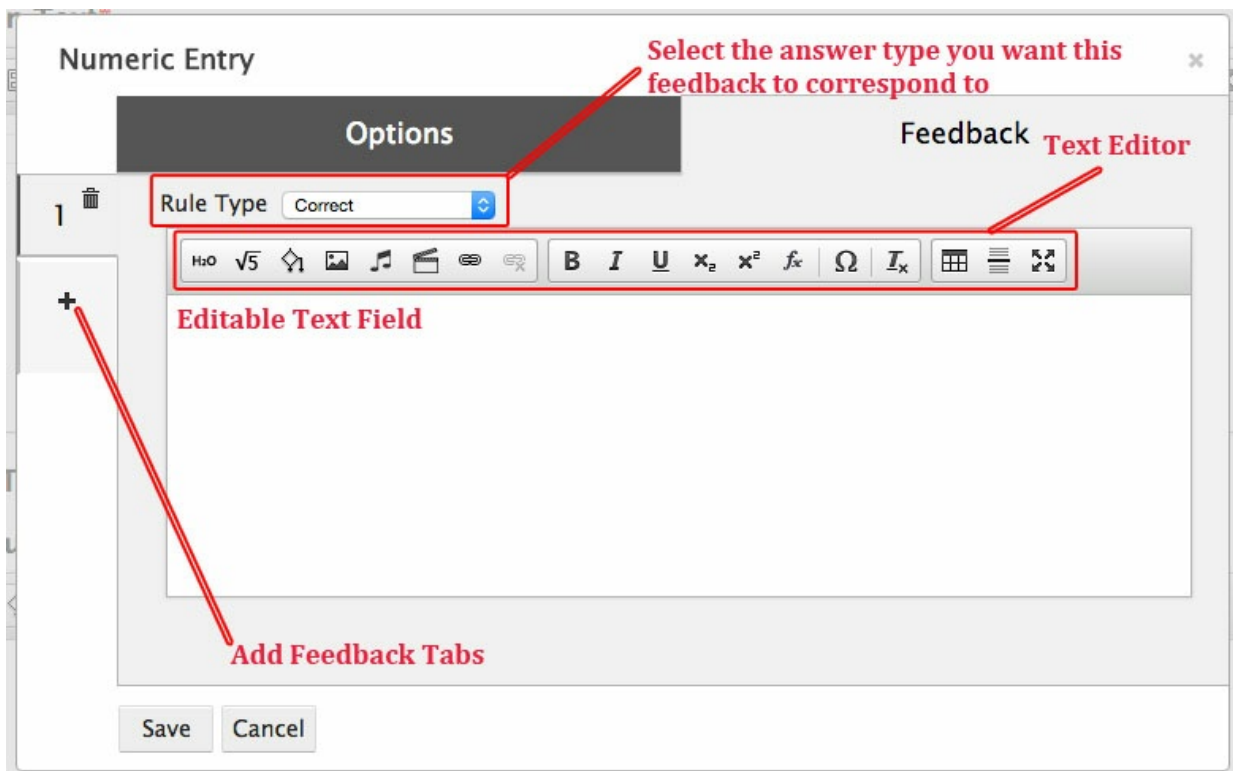 Numeric Entry
Select the answer type you want this
feedback to correspond to
×
Options
Feedback
Text Editor
1
Rule Type Correct
H₂O √5 B I U x₂ x² fx Ω Ix
+
Editable Text Field
Add Feedback Tabs
Save Cancel